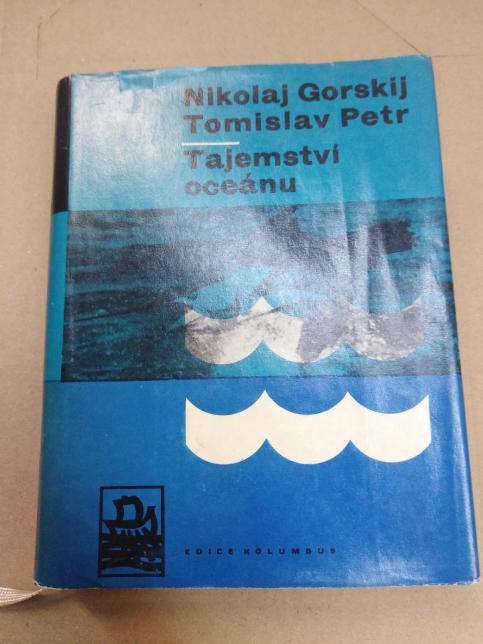 Nikolaj Gorskij
Tomislav Petr
Tajemství
oceánu
EDICE KOLUMBUS